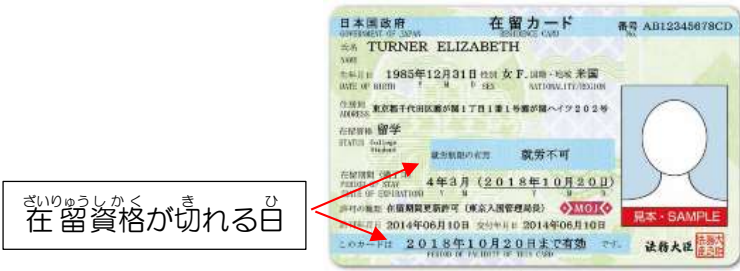 日本国政府 在留カード 番号 AB12345678CD
GOVERNMENT OF JAPAN RESIDENCE CARD No.
氏名 TURNER ELIZABETH
NAME
生年月日 1985年12月31日 性別 女 F. 国籍・地域 米国
DATE OF BIRTH Y M D SEX NATIONALITY/REGION
住居地 東京都千代田区霞が関1丁目1番1号霞が関ハイツ202号
ADDRESS
在留資格 留学
STATUS College
Student
就労制限の有無 就労不可
在留期間 (満了日) 4年3月 (2018年10月20日)
PERIOD OF STAY
(DATE OF EXPIRATION) Y M Y M D
許可の種類 在留期間更新許可 (東京入国管理局長) MOJ
許可年月日 2014年06月10日 交付年月日 2014年06月10日
このカードは 2018年10月20日まで有効 です。
PERIOD OF VALIDITY OF THIS CARD
見本・SAMPLE
法務大臣
ざいりゅうしかく き ひ
在留資格が切れる日